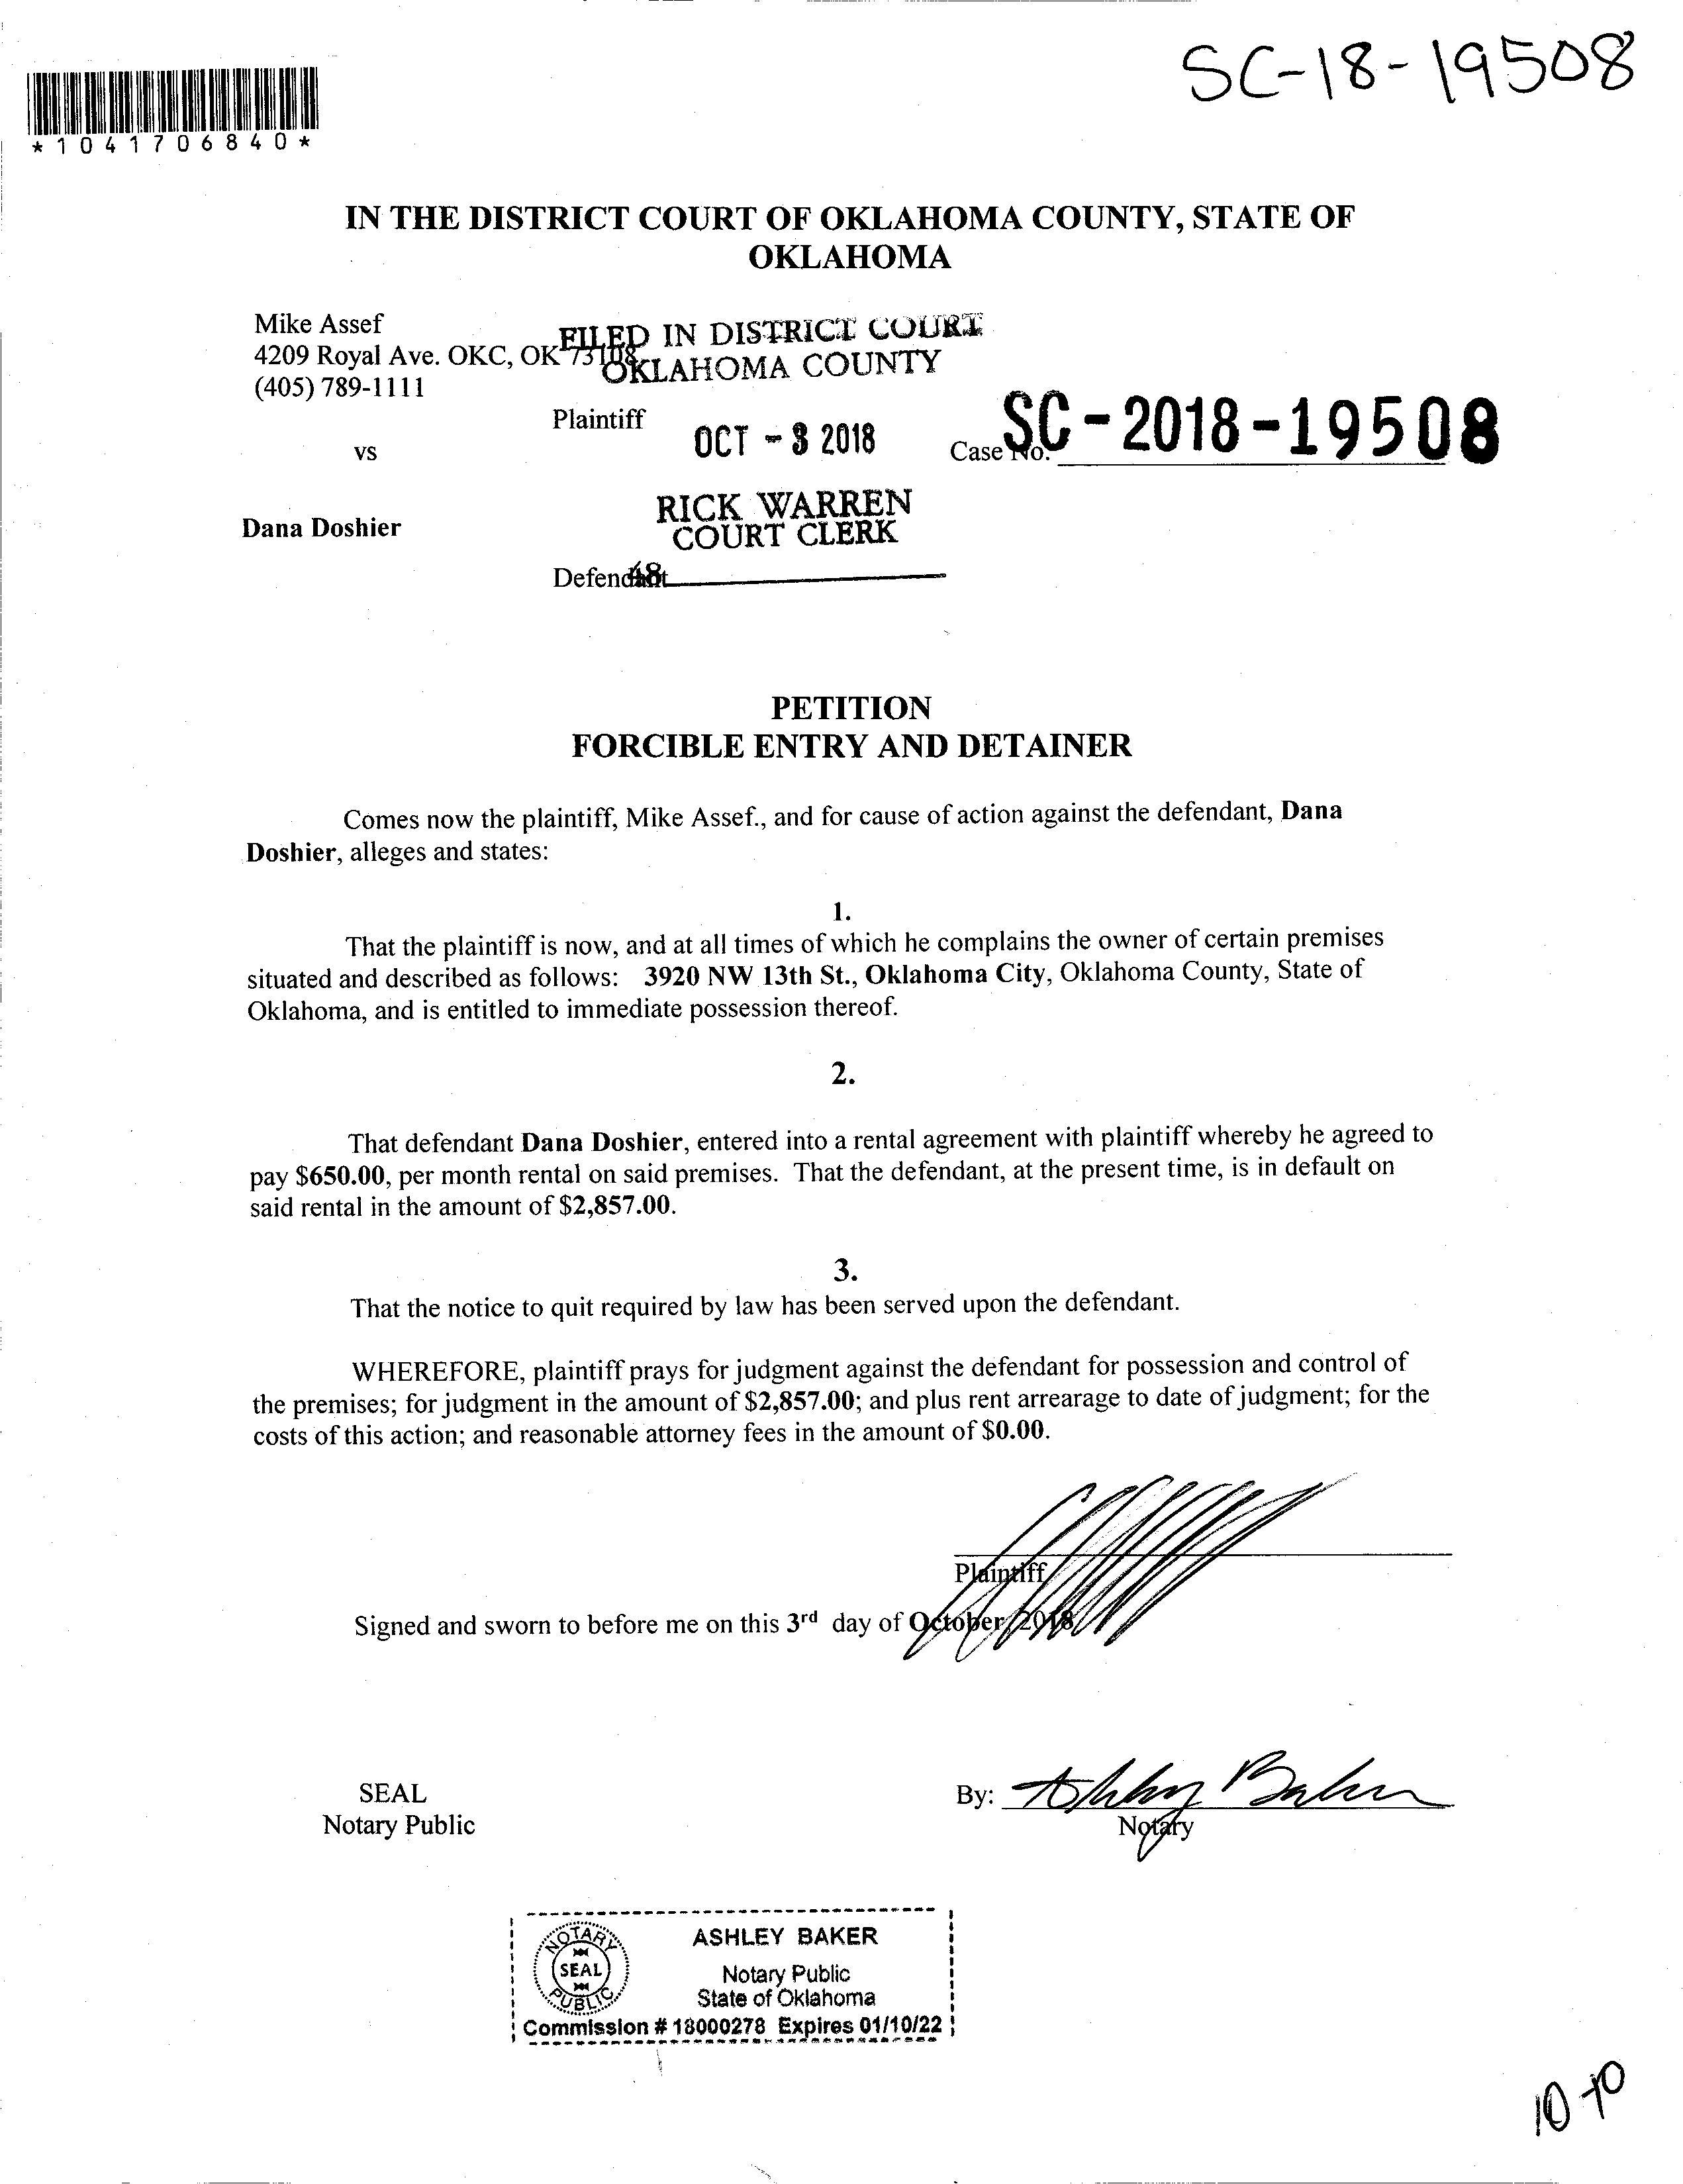 SC-18-19508
*1041706840*
IN THE DISTRICT COURT OF OKLAHOMA COUNTY, STATE OF
OKLAHOMA
Mike Assef
4209 Royal Ave. OKC, OK 73108
(405) 789-1111
FILED IN DISTRICT COURT
OKLAHOMA COUNTY
Plaintiff
OCT - 3 2018
Case No. SC-2018-19508
vs
RICK WARREN
COURT CLERK
Dana Doshier
48
Defendant
PETITION
FORCIBLE ENTRY AND DETAINER
Comes now the plaintiff, Mike Assef., and for cause of action against the defendant, Dana
Doshier, alleges and states:
1.
That the plaintiff is now, and at all times of which he complains the owner of certain premises
situated and described as follows: 3920 NW 13th St., Oklahoma City, Oklahoma County, State of
Oklahoma, and is entitled to immediate possession thereof.
2.
That defendant Dana Doshier, entered into a rental agreement with plaintiff whereby he agreed to
pay $650.00, per month rental on said premises. That the defendant, at the present time, is in default on
said rental in the amount of $2,857.00.
3.
That the notice to quit required by law has been served upon the defendant.
WHEREFORE, plaintiff prays for judgment against the defendant for possession and control of
the premises; for judgment in the amount of $2,857.00; and plus rent arrearage to date of judgment; for the
costs of this action; and reasonable attorney fees in the amount of $0.00.
Plaintiff
Signed and sworn to before me on this 3rd day of October, 2018
SEAL
Notary Public
By: Ashley Baker
Notary
NOTARY
SEAL
PUBLIC
ASHLEY BAKER
Notary Public
State of Oklahoma
Commission # 18000278 Expires 01/10/22